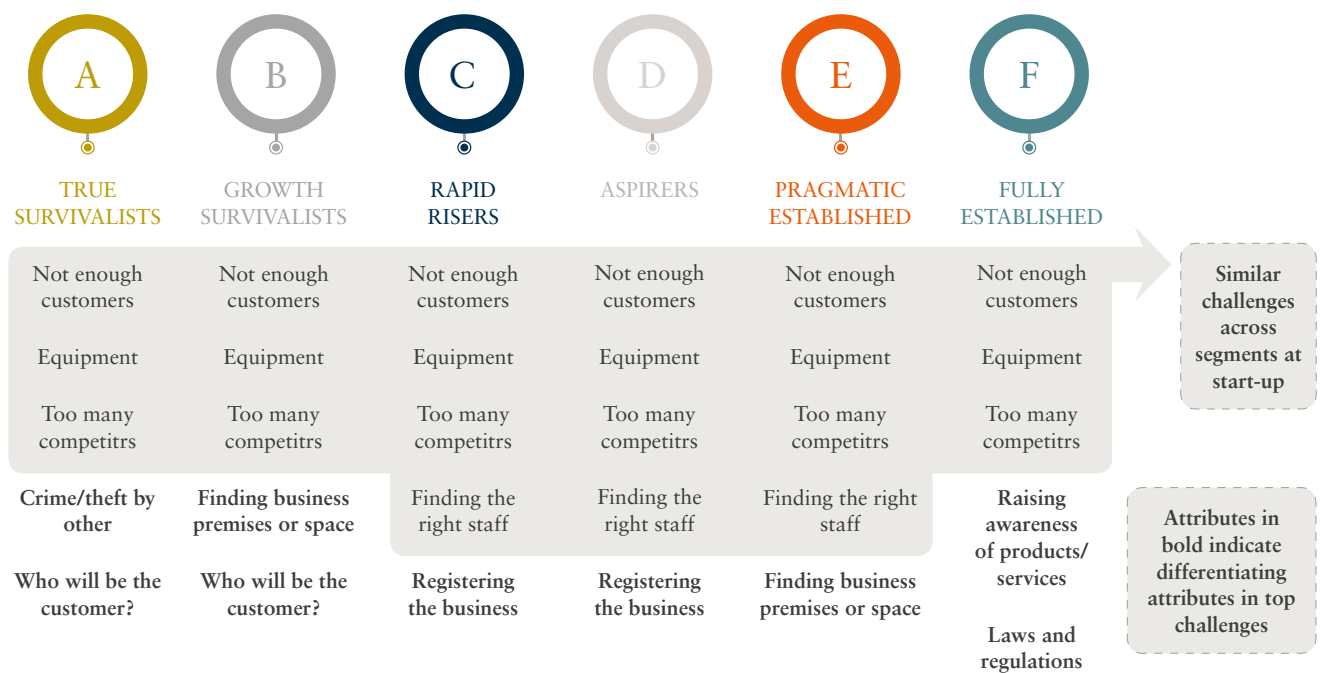 A
B
C
D
E
F
TRUE
SURVIVALISTS
GROWTH
SURVIVALISTS
RAPID
RISERS
ASPIRERS
PRAGMATIC
ESTABLISHED
FULLY
ESTABLISHED
Not enough
customers
Not enough
customers
Not enough
customers
Not enough
customers
Not enough
customers
Not enough
customers
Equipment
Equipment
Equipment
Equipment
Equipment
Equipment
Too many
competitrs
Too many
competitrs
Too many
competitrs
Too many
competitrs
Too many
competitrs
Too many
competitrs
Similar
challenges
across
segments at
start-up
Crime/theft by
other
Finding business
premises or space
Finding the
right staff
Finding the
right staff
Finding the right
staff
Raising
awareness
of products/
services
Who will be the
customer?
Who will be the
customer?
Registering
the business
Registering
the business
Finding business
premises or space
Laws and
regulations
Attributes in
bold indicate
differentiating
attributes in top
challenges